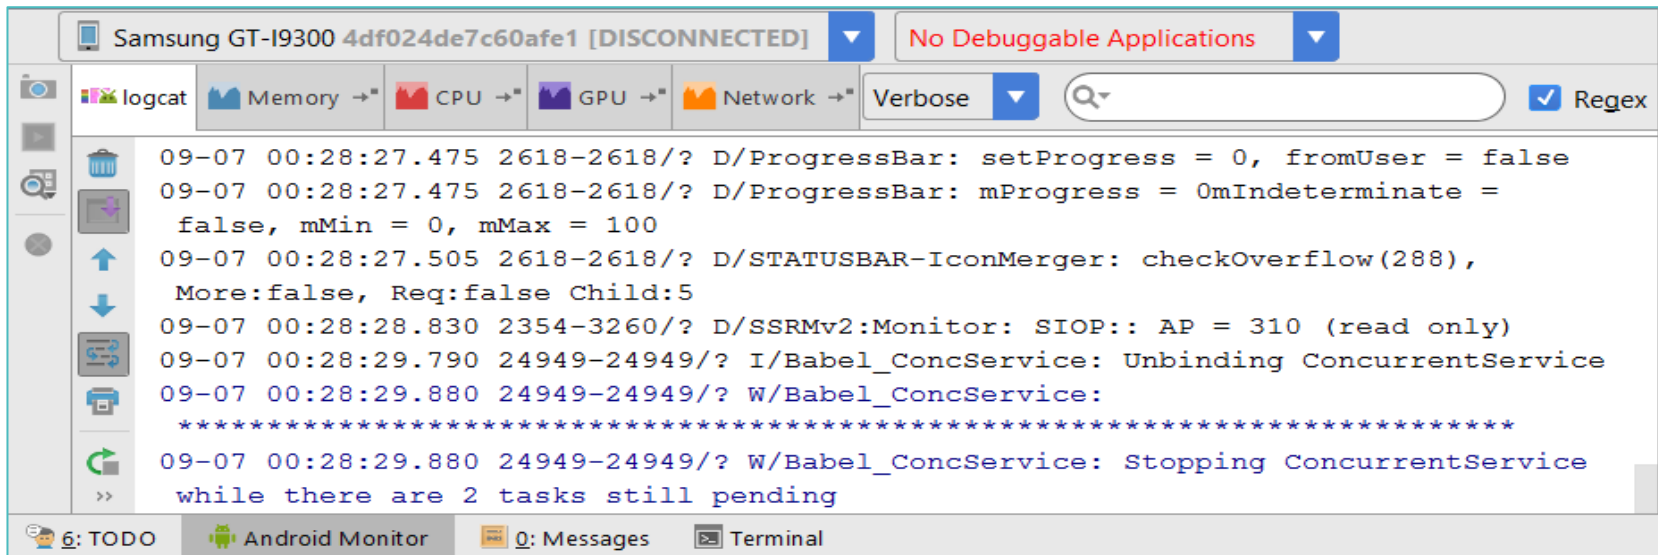 Samsung GT-I9300 4df024de7c60afe1 [DISCONNECTED]
No Debuggable Applications
logcat
Memory
CPU
GPU
Network
Verbose
Regex
09-07 00:28:27.475 2618-2618/? D/ProgressBar: setProgress = 0, fromUser = false
09-07 00:28:27.475 2618-2618/? D/ProgressBar: mProgress = 0mIndeterminate =
false, mMin = 0, mMax = 100
09-07 00:28:27.505 2618-2618/? D/STATUSBAR-IconMerger: checkOverflow(288),
More:false, Req:false Child:5
09-07 00:28:28.830 2354-3260/? D/SSRMv2:Monitor: SIOP:: AP = 310 (read only)
09-07 00:28:29.790 24949-24949/? I/Babel_ConcService: Unbinding ConcurrentService
09-07 00:28:29.880 24949-24949/? W/Babel_ConcService:
***************************************************************************
09-07 00:28:29.880 24949-24949/? W/Babel_ConcService: Stopping ConcurrentService
while there are 2 tasks still pending
6: TODO
Android Monitor
0: Messages
Terminal